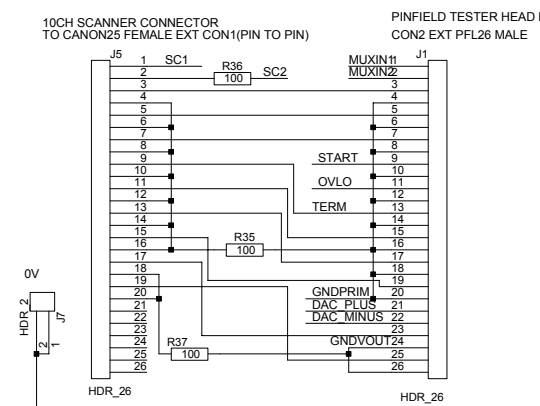 10CH SCANNER CONNECTOR
TO CANON25 FEMALE EXT CON1(PIN TO PIN)
PINFIELD TESTER HEAD
CON2 EXT PFL26 MALE
J5
J1
1
2
3
4
5
6
7
8
9
10
11
12
13
14
15
16
17
18
19
20
21
22
23
24
25
26
HDR_26
SC1
R36
100
SC2
R35
100
R37
100
MUXIN1
MUXIN2
START
OVLO
TERM
GNDPRIM
DAC_PLUS
DAC_MINUS
GNDVOUT
1
2
3
4
5
6
7
8
9
10
11
12
13
14
15
16
17
18
19
20
21
22
23
24
25
26
HDR_26
0V
HDR_2
J7
2
1